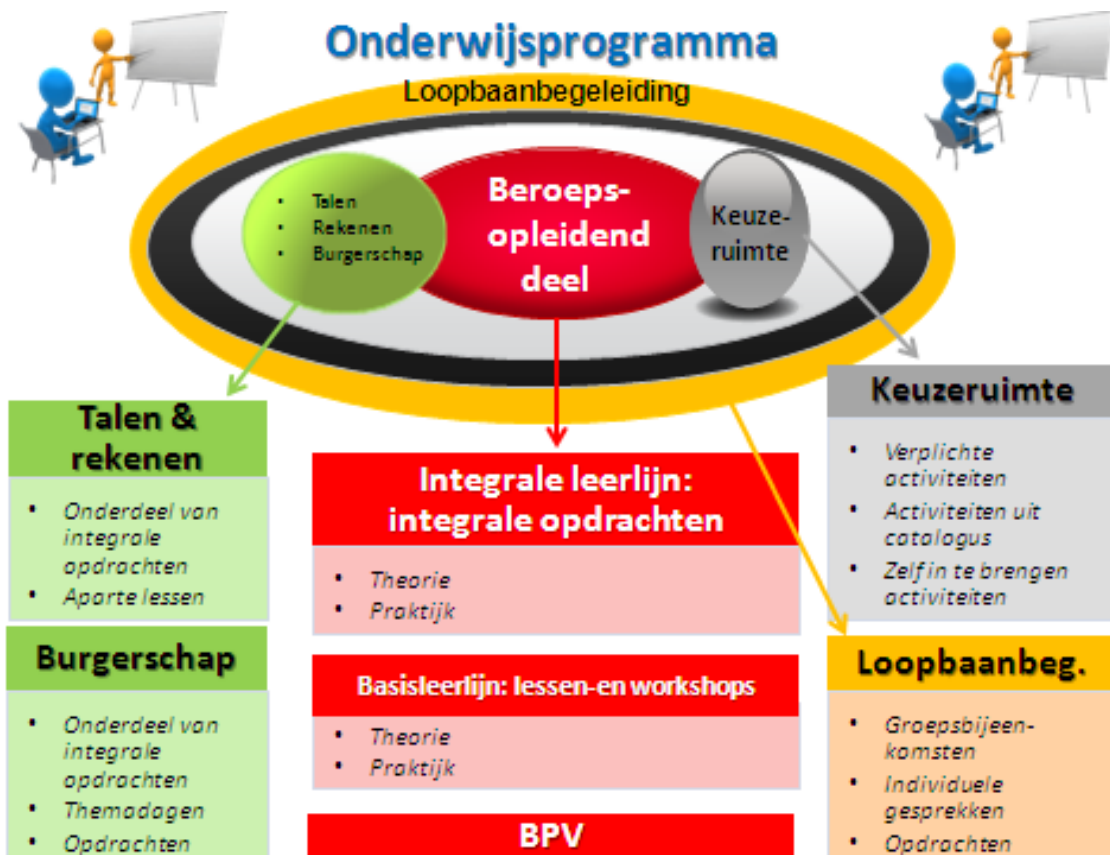 Onderwijsprogramma
Loopbaanbegeleiding
• Talen
• Rekenen
• Burgerschap
Beroeps-
opleidend
deel
Keuze-
ruimte
Talen &
rekenen
• Onderdeel van
integrale
opdrachten
• Aparte lessen
Burgerschap
• Onderdeel van
integrale
opdrachten
• Themadagen
• Opdrachten
Integrale leerlijn:
integrale opdrachten
• Theorie
• Praktijk
Basisleerlijn: lessen-en workshops
• Theorie
• Praktijk
BPV
Keuzeruimte
• Verplichte
activiteiten
• Activiteiten uit
catalogus
• Zelf in te brengen
activiteiten
Loopbaanbeg.
• Groepsbijeen-
komsten
• Individuele
gesprekken
• Opdrachten